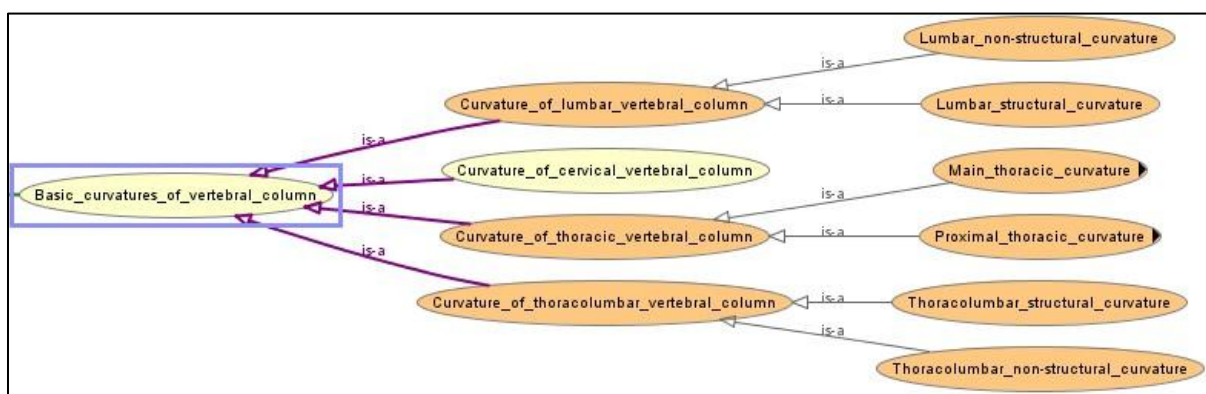 Lumbar_non-structural_curvature
is-a
Curvature_of_lumbar_vertebral_column
is-a
Lumbar_structural_curvature
is-a
Curvature_of_cervical_vertebral_column
Main_thoracic_curvature
is-a
Basic_curvatures_of_vertebral_column
is-a
is-a
Curvature_of_thoracic_vertebral_column
is-a
Proximal_thoracic_curvature
is-a
Curvature_of_thoracolumbar_vertebral_column
is-a
Thoracolumbar_structural_curvature
is-a
Thoracolumbar_non-structural_curvature